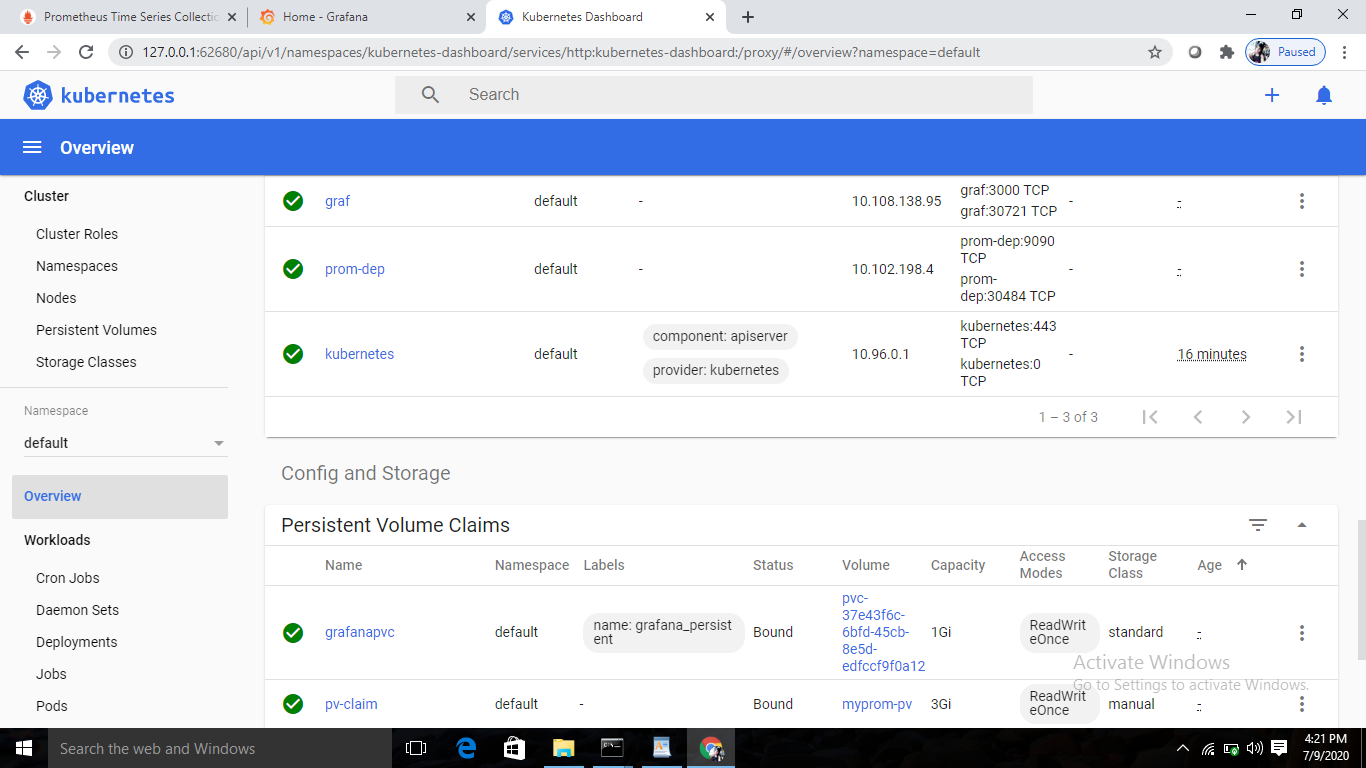 Prometheus Time Series Collectic
Home - Grafana
Kubernetes Dashboard
127.0.0.1:62680/api/v1/namespaces/kubernetes-dashboard/services/http:kubernetes-dashboard:/proxy/#/overview?namespace=default
Paused
kubernetes
Search
Overview
Cluster
Cluster Roles
Namespaces
Nodes
Persistent Volumes
Storage Classes
Namespace
default
Overview
Workloads
Cron Jobs
Daemon Sets
Deployments
Jobs
Pods
graf
default
-
10.108.138.95
graf:3000 TCP
graf:30721 TCP
-
-
prom-dep
default
-
10.102.198.4
prom-dep:9090
TCP
prom-
dep:30484 TCP
-
-
kubernetes
default
component: apiserver
provider: kubernetes
10.96.0.1
kubernetes:443
TCP
kubernetes:0
TCP
-
16 minutes
1 – 3 of 3
Config and Storage
Persistent Volume Claims
Name
Namespace
Labels
Status
Volume
Capacity
Access
Modes
Storage
Class
Age
grafanapvc
default
name: grafana_persist
ent
Bound
pvc-
37e43f6c-
6bfd-45cb-
8e5d-
edfccf9f0a12
1Gi
ReadWrit
eOnce
standard
-
pv-claim
default
-
Bound
myprom-pv
3Gi
ReadWrit
eOnce
manual
-
Activate Windows
Go to Settings to activate Windows.
Search the web and Windows
4:21 PM
7/9/2020